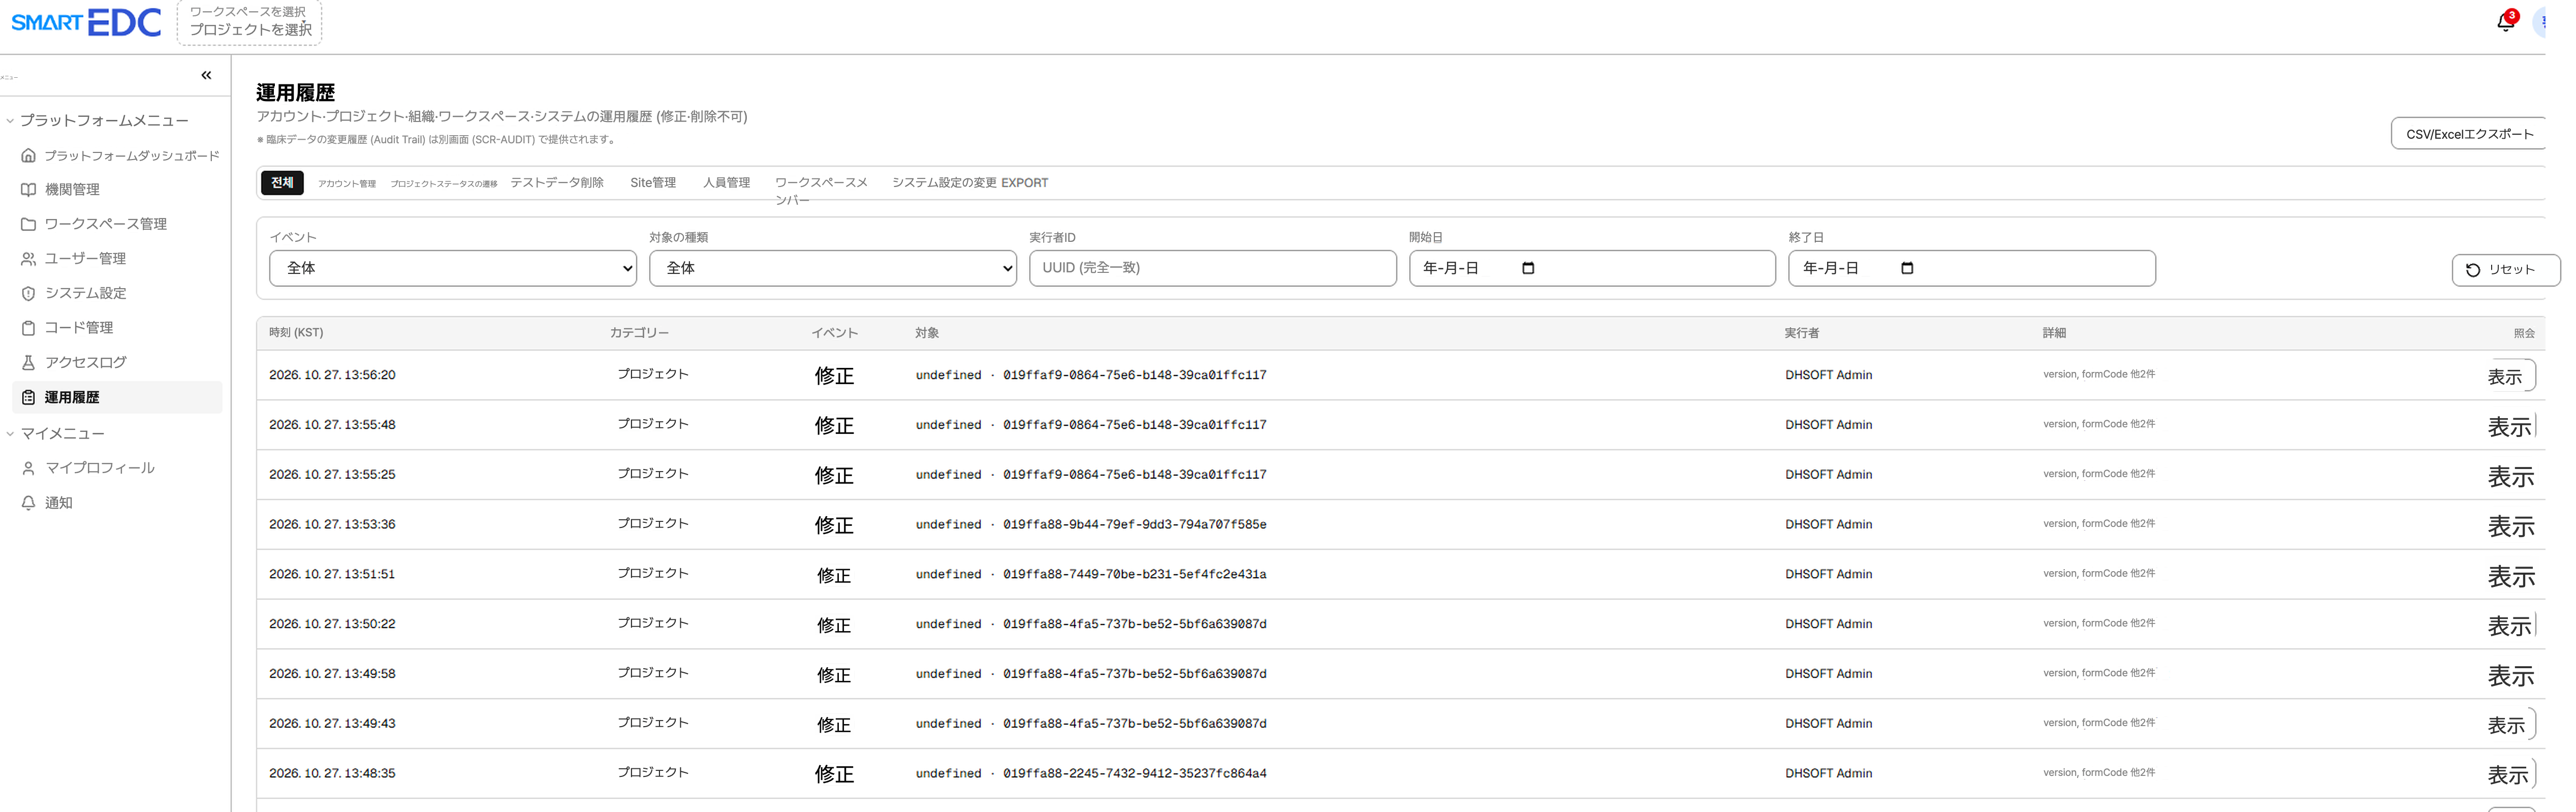 SMART EDC
ワークスペースを選択
プロジェクトを選択
3
メニュー
プラットフォームメニュー
プラットフォームダッシュボード
機関管理
ワークスペース管理
ユーザー管理
システム設定
コード管理
アクセスログ
運用履歴
マイメニュー
マイプロフィール
通知
運用履歴
アカウント·プロジェクト·組織·ワークスペース·システムの運用履歴 (修正·削除不可)
※ 臨床データの変更履歴 (Audit Trail) は別画面 (SCR-AUDIT) で提供されます。
CSV/Excelエクスポート
全体 アカウント管理 プロジェクトステータスの遷移 テストデータ削除 Site管理 人員管理 ワークスペースメンバー システム設定の変更 EXPORT
イベント 対象の種類 実行者ID 開始日 終了日
全体 全体 UUID (完全一致) 年-月-日 年-月-日 リセット
時刻 (KST) カテゴリー イベント 対象 実行者 詳細 照会
2026. 10. 27. 13:56:20 プロジェクト 修正 undefined · 019ffaf9-0864-75e6-b148-39ca01ffc117 DHSOFT Admin version, formCode 他2件 表示
2026. 10. 27. 13:55:48 プロジェクト 修正 undefined · 019ffaf9-0864-75e6-b148-39ca01ffc117 DHSOFT Admin version, formCode 他2件 表示
2026. 10. 27. 13:55:25 プロジェクト 修正 undefined · 019ffaf9-0864-75e6-b148-39ca01ffc117 DHSOFT Admin version, formCode 他2件 表示
2026. 10. 27. 13:53:36 プロジェクト 修正 undefined · 019ffa88-9b44-79ef-9dd3-794a707f585e DHSOFT Admin version, formCode 他2件 表示
2026. 10. 27. 13:51:51 プロジェクト 修正 undefined · 019ffa88-7449-70be-b231-5ef4fc2e431a DHSOFT Admin version, formCode 他2件 表示
2026. 10. 27. 13:50:22 プロジェクト 修正 undefined · 019ffa88-4fa5-737b-be52-5bf6a639087d DHSOFT Admin version, formCode 他2件 表示
2026. 10. 27. 13:49:58 プロジェクト 修正 undefined · 019ffa88-4fa5-737b-be52-5bf6a639087d DHSOFT Admin version, formCode 他2件 表示
2026. 10. 27. 13:49:43 プロジェクト 修正 undefined · 019ffa88-4fa5-737b-be52-5bf6a639087d DHSOFT Admin version, formCode 他2件 表示
2026. 10. 27. 13:48:35 プロジェクト 修正 undefined · 019ffa88-2245-7432-9412-35237fc864a4 DHSOFT Admin version, formCode 他2件 表示